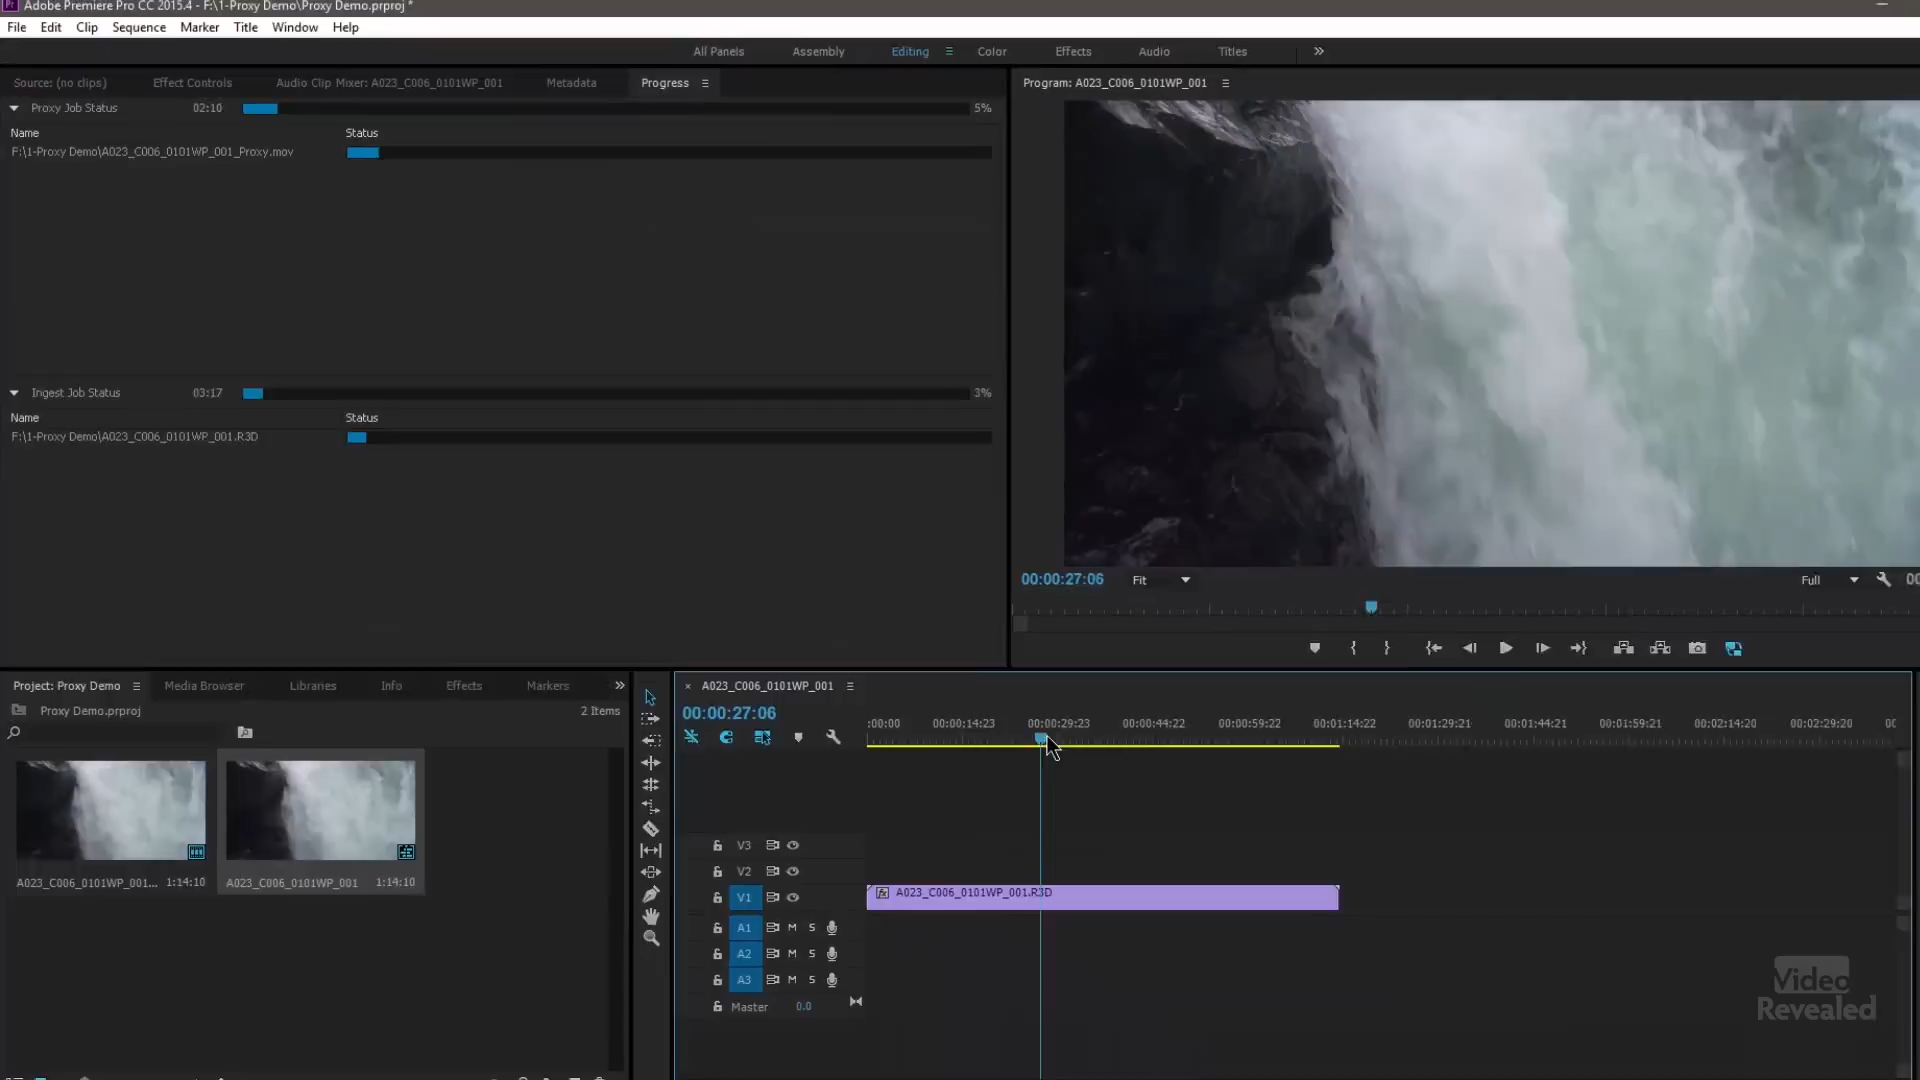 Adobe Premiere Pro CC 2015.4 - F:\1-Proxy Demo\Proxy Demo.prproj *
File Edit Clip Sequence Marker Title Window Help
All Panels Assembly Editing Color Effects Audio Titles
Source: (no clips) Effect Controls Audio Clip Mixer: A023_C006_0101WP_001 Metadata Progress
Program: A023_C006_0101WP_001
Proxy Job Status 02:10 5%
Name Status
F:\1-Proxy Demo\A023_C006_0101WP_001_Proxy.mov
Ingest Job Status 03:17 3%
Name Status
F:\1-Proxy Demo\A023_C006_0101WP_001.R3D
00:00:27:06 Fit Full
Project: Proxy Demo Media Browser Libraries Info Effects Markers
Proxy Demo.prproj 2 Items
A023_C006_0101WP_001... 1:14:10
A023_C006_0101WP_001 1:14:10
A023_C006_0101WP_001
00:00:27:06
:00:00 00:00:14:23 00:00:29:23 00:00:44:22 00:00:59:22 00:01:14:22 00:01:29:21 00:01:44:21 00:01:59:21 00:02:14:20 00:02:29:20
V3
V2
V1 fx A023_C006_0101WP_001.R3D
A1 M S
A2 M S
A3 M S
Master 0.0
Video
Revealed